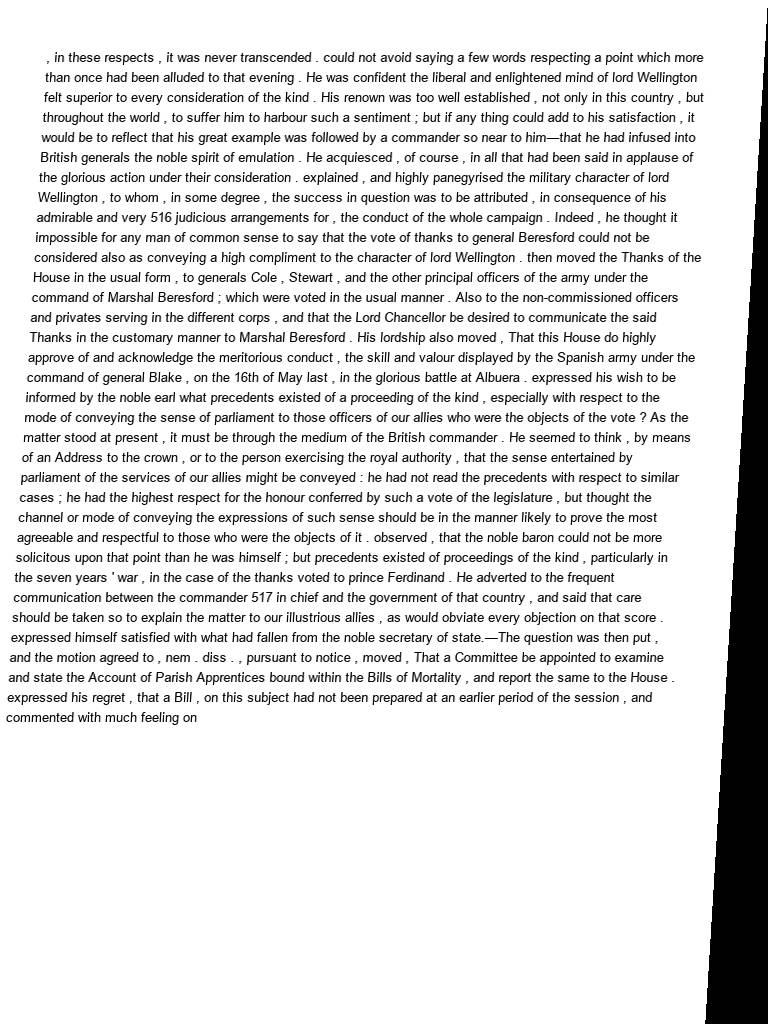 , in these respects , it was never transcended . could not avoid saying a few words respecting a point which more
than once had been alluded to that evening . He was confident the liberal and enlightened mind of lord Wellington
felt superior to every consideration of the kind . His renown was too well established , not only in this country , but
throughout the world , to suffer him to harbour such a sentiment ; but if any thing could add to his satisfaction , it
would be to reflect that his great example was followed by a commander so near to him—that he had infused into
British generals the noble spirit of emulation . He acquiesced , of course , in all that had been said in applause of
the glorious action under their consideration . explained , and highly panegyrised the military character of lord
Wellington , to whom , in some degree , the success in question was to be attributed , in consequence of his
admirable and very 516 judicious arrangements for , the conduct of the whole campaign . Indeed , he thought it
impossible for any man of common sense to say that the vote of thanks to general Beresford could not be
considered also as conveying a high compliment to the character of lord Wellington . then moved the Thanks of the
House in the usual form , to generals Cole , Stewart , and the other principal officers of the army under the
command of Marshal Beresford ; which were voted in the usual manner . Also to the non-commissioned officers
and privates serving in the different corps , and that the Lord Chancellor be desired to communicate the said
Thanks in the customary manner to Marshal Beresford . His lordship also moved , That this House do highly
approve of and acknowledge the meritorious conduct , the skill and valour displayed by the Spanish army under the
command of general Blake , on the 16th of May last , in the glorious battle at Albuera . expressed his wish to be
informed by the noble earl what precedents existed of a proceeding of the kind , especially with respect to the
mode of conveying the sense of parliament to those officers of our allies who were the objects of the vote ? As the
matter stood at present , it must be through the medium of the British commander . He seemed to think , by means
of an Address to the crown , or to the person exercising the royal authority , that the sense entertained by
parliament of the services of our allies might be conveyed : he had not read the precedents with respect to similar
cases ; he had the highest respect for the honour conferred by such a vote of the legislature , but thought the
channel or mode of conveying the expressions of such sense should be in the manner likely to prove the most
agreeable and respectful to those who were the objects of it . observed , that the noble baron could not be more
solicitous upon that point than he was himself ; but precedents existed of proceedings of the kind , particularly in
the seven years ' war , in the case of the thanks voted to prince Ferdinand . He adverted to the frequent
communication between the commander 517 in chief and the government of that country , and said that care
should be taken so to explain the matter to our illustrious allies , as would obviate every objection on that score .
expressed himself satisfied with what had fallen from the noble secretary of state.—The question was then put ,
and the motion agreed to , nem . diss . , pursuant to notice , moved , That a Committee be appointed to examine
and state the Account of Parish Apprentices bound within the Bills of Mortality , and report the same to the House .
expressed his regret , that a Bill , on this subject had not been prepared at an earlier period of the session , and
commented with much feeling on